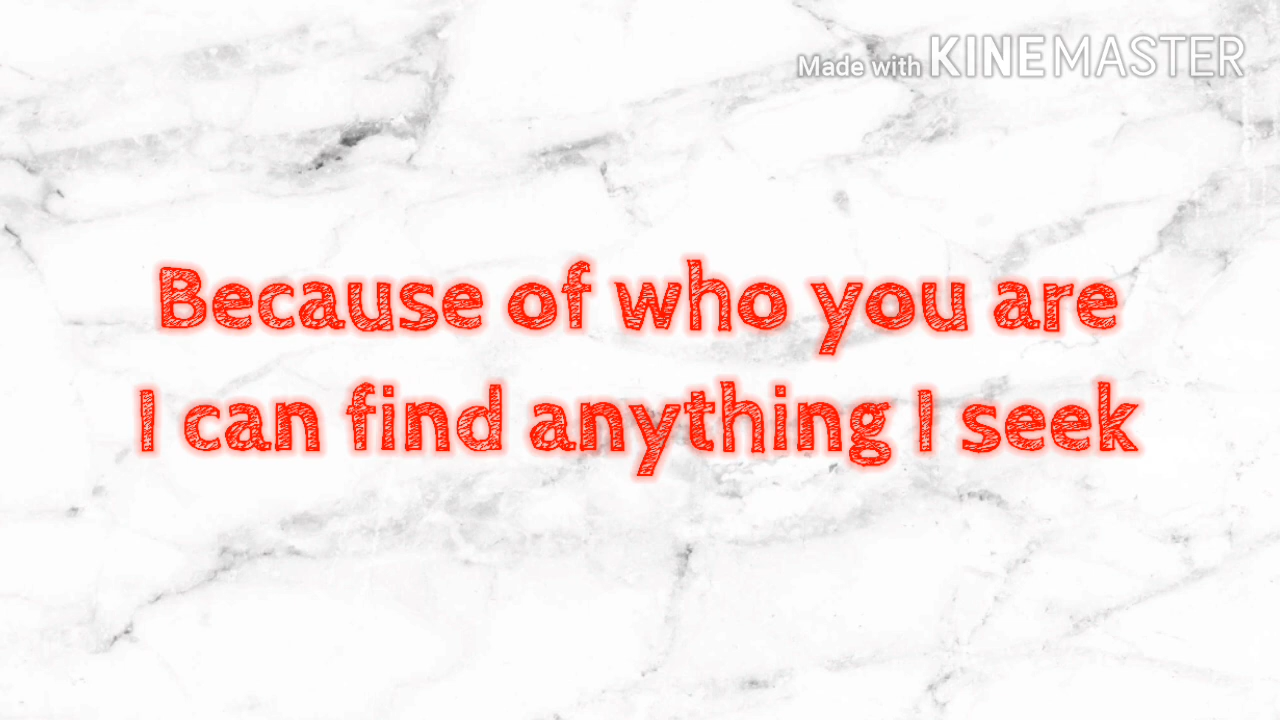 Made with KINEMASTER
Because of who you are
I can find anything I seek